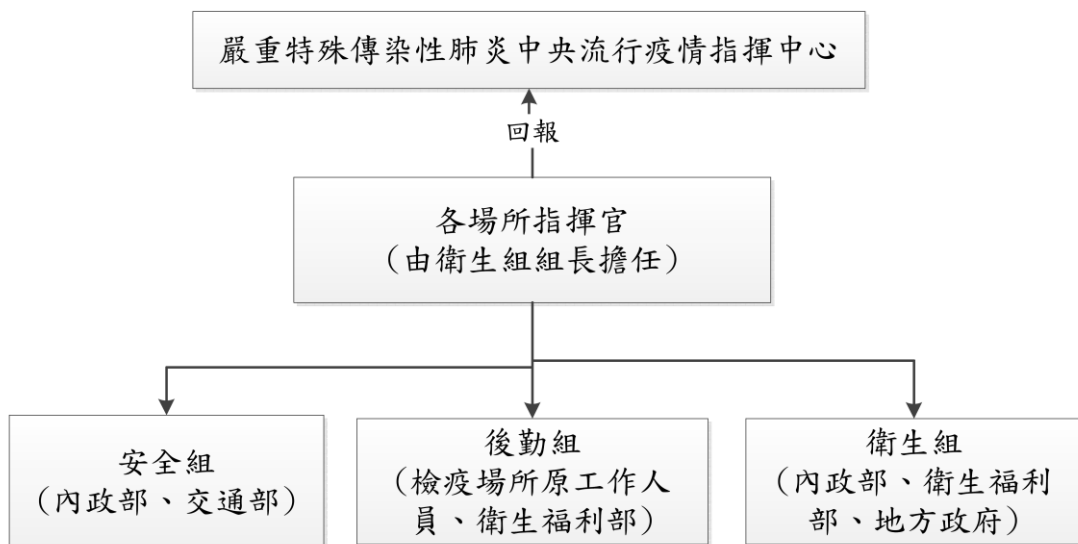 嚴重特殊傳染性肺炎中央流行疫情指揮中心
回報
各場所指揮官
（由衛生組組長擔任）
安全組
（內政部、交通部）
後勤組
（檢疫場所原工作人
員、衛生福利部）
衛生組
（內政部、衛生福利
部、地方政府）